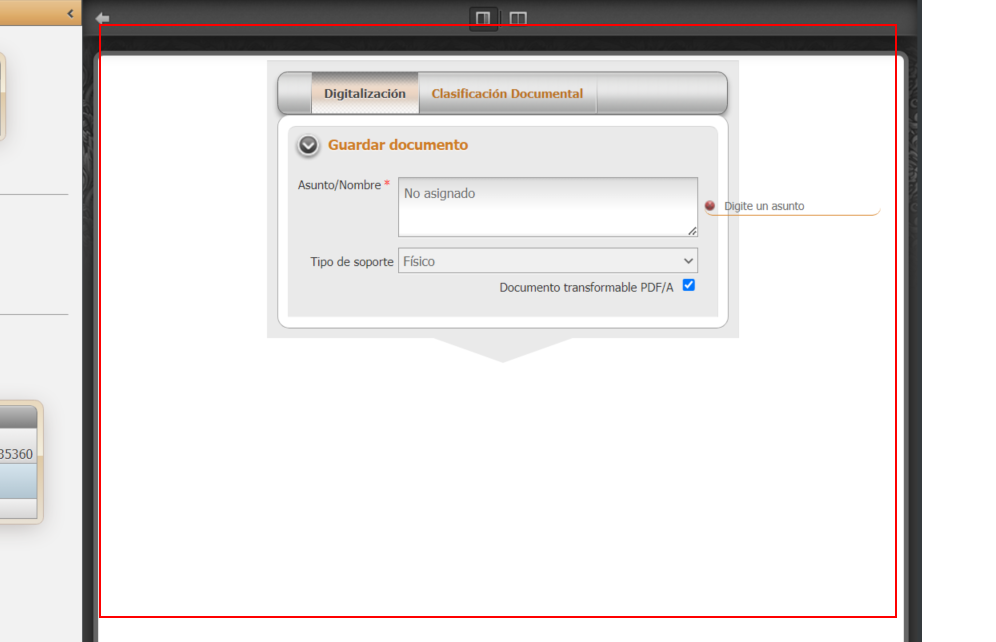 Digitalización Clasificación Documental
Guardar documento
Asunto/Nombre *
No asignado
Digite un asunto
Tipo de soporte Físico
Documento transformable PDF/A
35360